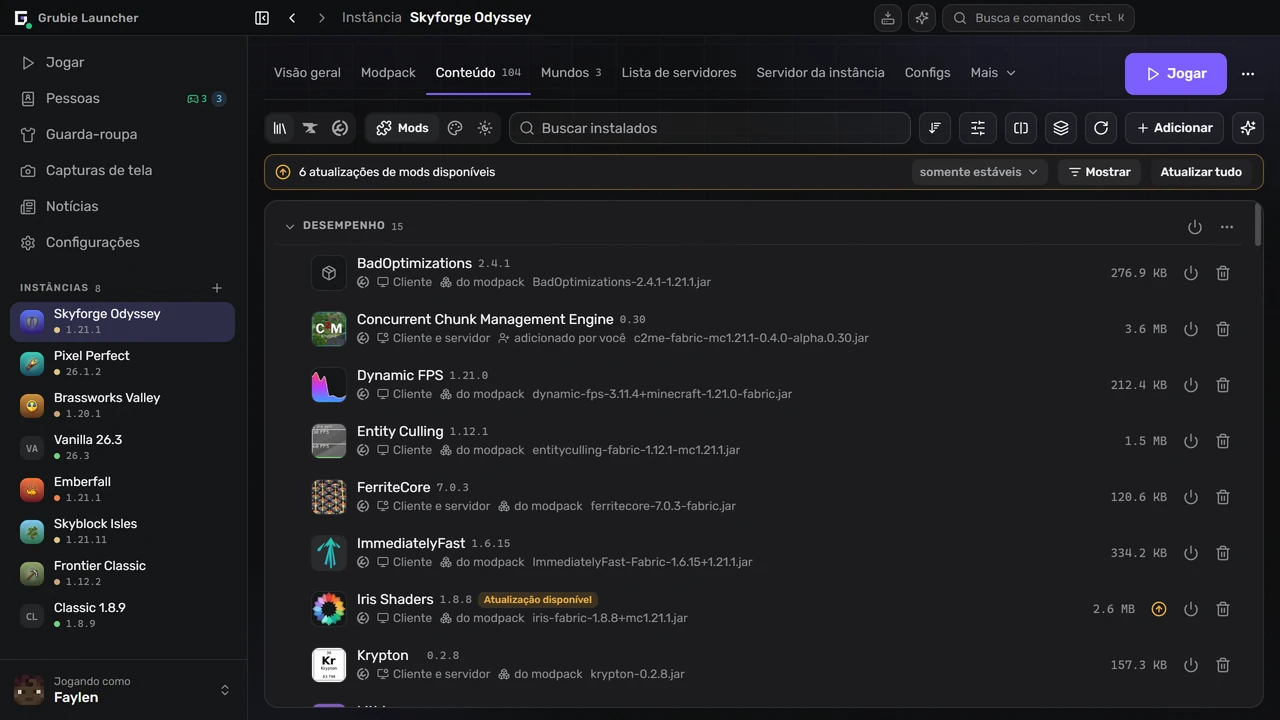 Grubie Launcher
Instância Skyforge Odyssey
Busca e comandos Ctrl K
Jogar
Pessoas 3 3
Guarda-roupa
Capturas de tela
Notícias
Configurações
INSTÂNCIAS 8
Skyforge Odyssey
1.21.1
Pixel Perfect
26.1.2
Brassworks Valley
1.20.1
VA
Vanilla 26.3
26.3
Emberfall
1.21.1
Skyblock Isles
1.21.11
Frontier Classic
1.12.2
CL
Classic 1.8.9
1.8.9
Jogando como
Faylen
Visão geral Modpack Conteúdo 104 Mundos 3 Lista de servidores Servidor da instância Configs Mais
Jogar
Mods
Buscar instalados
Adicionar
6 atualizações de mods disponíveis
somente estáveis
Mostrar
Atualizar tudo
DESEMPENHO 15
BadOptimizations 2.4.1
Cliente do modpack BadOptimizations-2.4.1-1.21.1.jar
276.9 KB
C M
Concurrent Chunk Management Engine 0.30
Cliente e servidor adicionado por você c2me-fabric-mc1.21.1-0.4.0-alpha.0.30.jar
3.6 MB
Dynamic FPS 1.21.0
Cliente do modpack dynamic-fps-3.11.4+minecraft-1.21.0-fabric.jar
212.4 KB
Entity Culling 1.12.1
Cliente do modpack entityculling-fabric-1.12.1-mc1.21.1.jar
1.5 MB
FerriteCore 7.0.3
Cliente e servidor do modpack ferritecore-7.0.3-fabric.jar
120.6 KB
ImmediatelyFast 1.6.15
Cliente do modpack ImmediatelyFast-Fabric-1.6.15+1.21.1.jar
334.2 KB
Iris Shaders 1.8.8 Atualização disponível
Cliente do modpack iris-fabric-1.8.8+mc1.21.1.jar
2.6 MB
36
Kr
Krypton
83.798
Krypton 0.2.8
Cliente e servidor do modpack krypton-0.2.8.jar
157.3 KB